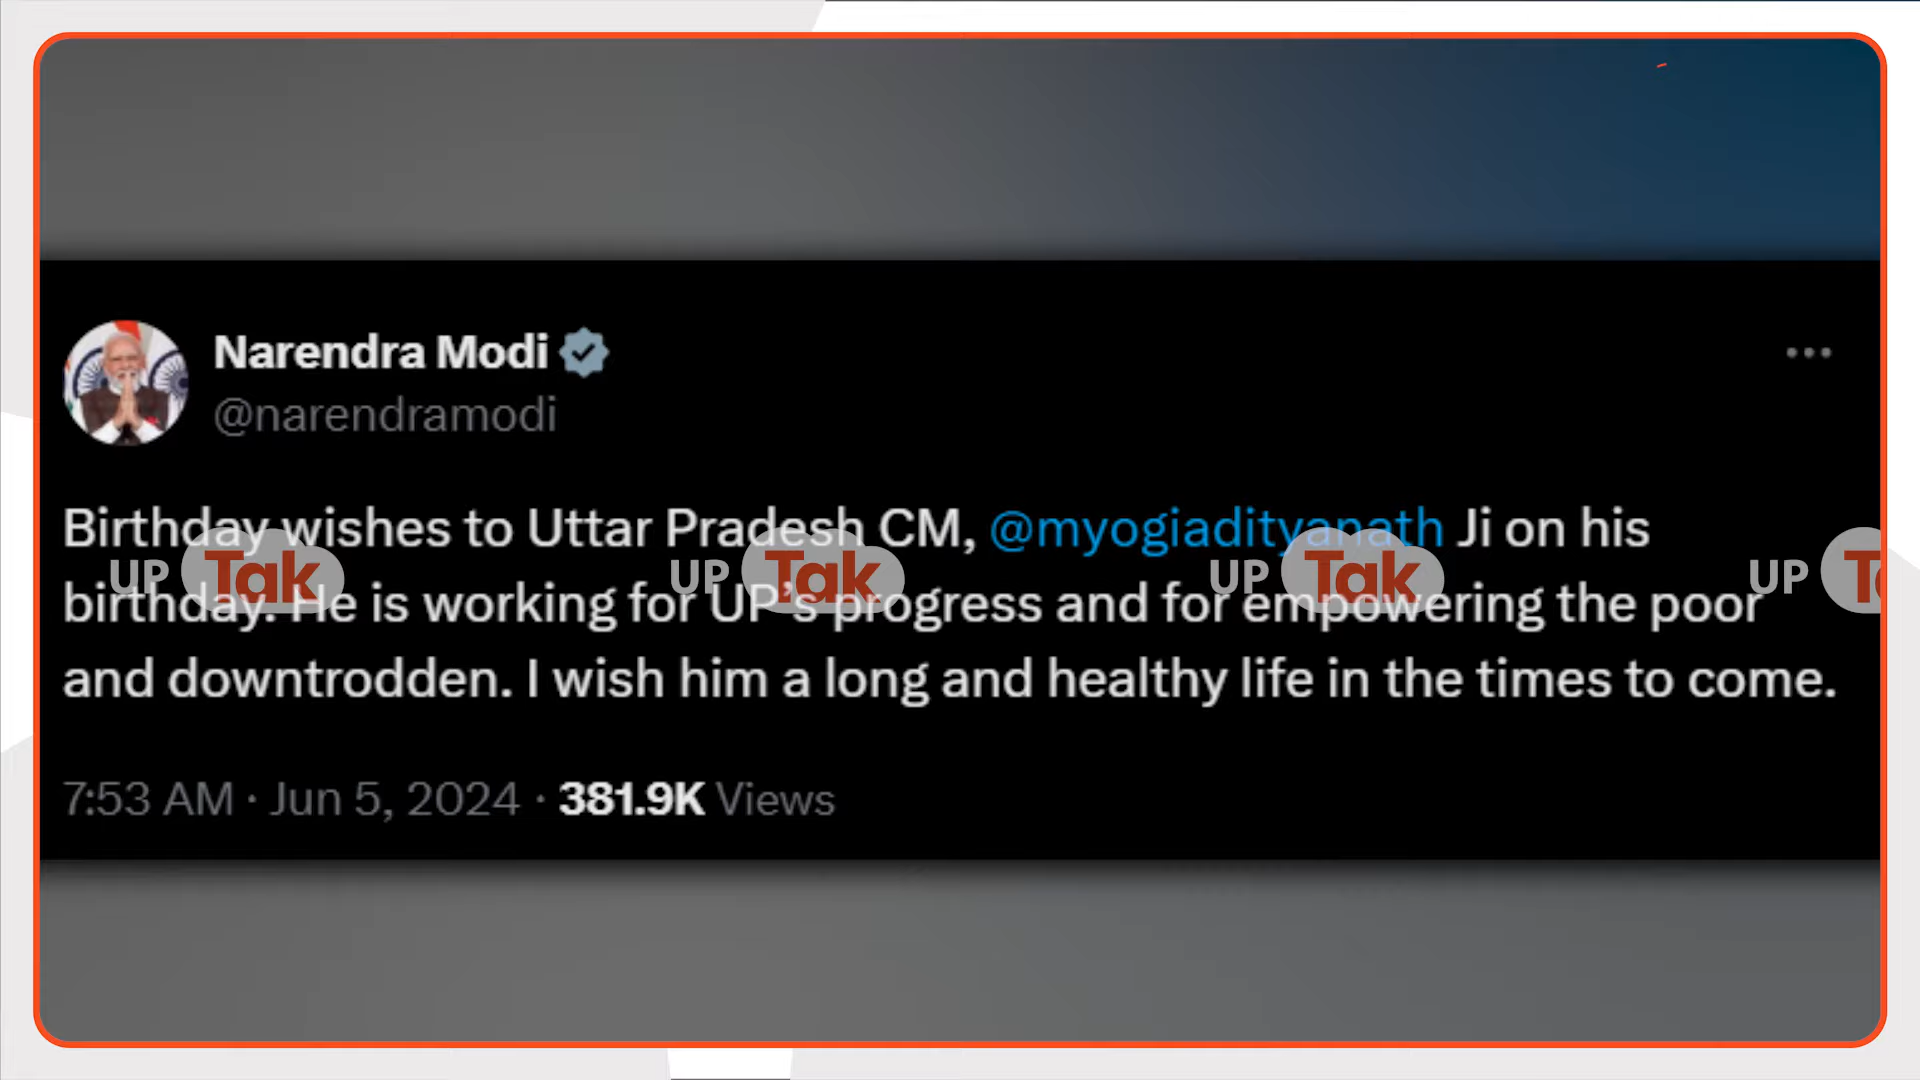 Narendra Modi
@narendramodi
Birthday wishes to Uttar Pradesh CM, @myogiadityanath Ji on his
birthday. He is working for UP's progress and for empowering the poor
and downtrodden. I wish him a long and healthy life in the times to come.
7:53 AM · Jun 5, 2024 · 381.9K Views
UP Tak
UP Tak
UP Tak
UP